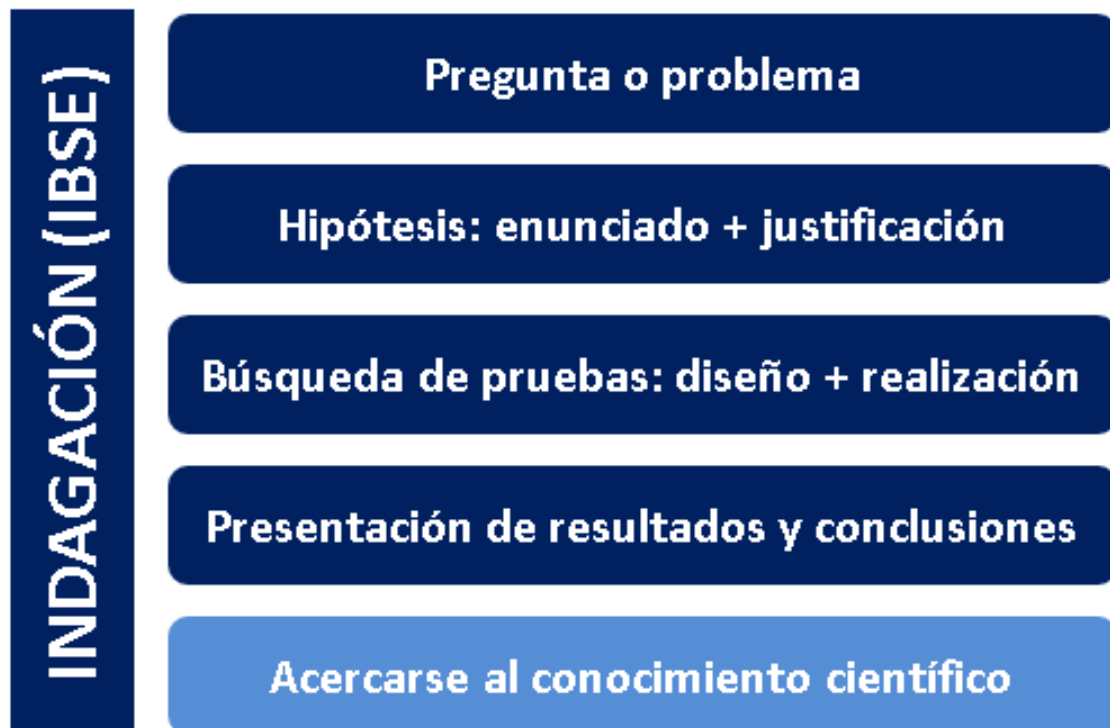 INDAGACIÓN (IBSE)
Pregunta o problema
Hipótesis: enunciado + justificación
Búsqueda de pruebas: diseño + realización
Presentación de resultados y conclusiones
Acercarse al conocimiento científico